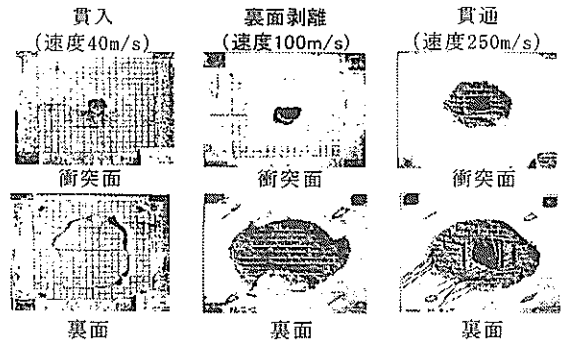 貫入 裏面剥離 貫通
(速度40m/s) (速度100m/s) (速度250m/s)
衝突面 衝突面 衝突面
裏面 裏面 裏面